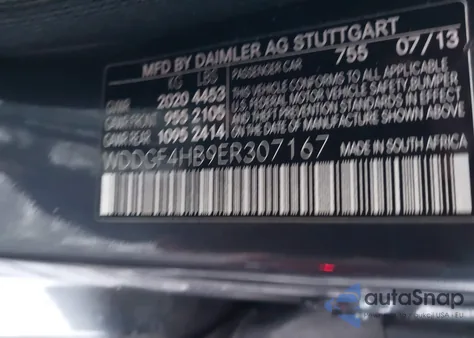 MFD BY DAIMLER AG STUTTGART
KG LBS PASSENGER CAR 755 07/13
GVWR 2020 4453 THIS VEHICLE CONFORMS TO ALL APPLICABLE
GAWR FRONT 955 2105 U.S. FEDERAL MOTOR VEHICLE SAFETY, BUMPER
GAWR REAR 1095 2414 AND THEFT PREVENTION STANDARDS IN EFFECT
ON THE DATE OF MANUFACTURE SHOWN ABOVE
WDDGF4HB9ER307167 MADE IN SOUTH AFRICA
autoSnap